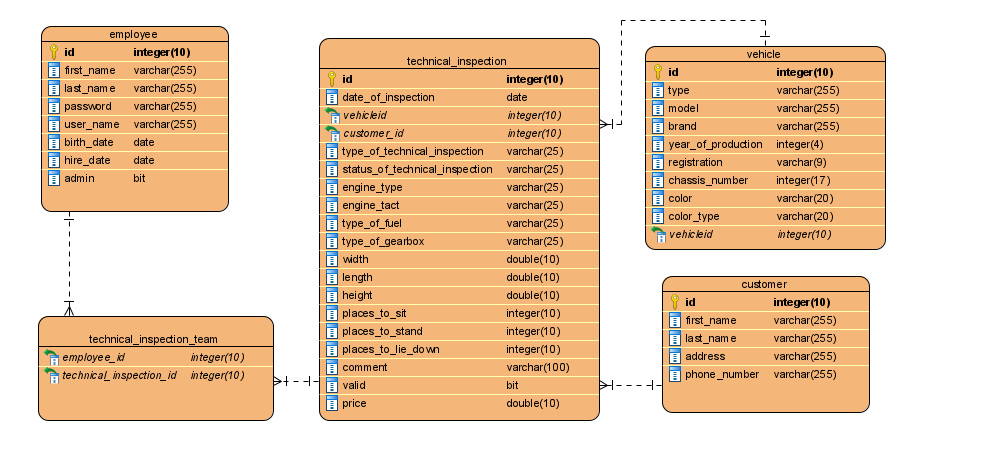 employee
id integer(10)
first_name varchar(255)
last_name varchar(255)
password varchar(255)
user_name varchar(255)
birth_date date
hire_date date
admin bit
technical_inspection_team
employee_id integer(10)
technical_inspection_id integer(10)
technical_inspection
id integer(10)
date_of_inspection date
vehicleid integer(10)
customer_id integer(10)
type_of_technical_inspection varchar(25)
status_of_technical_inspection varchar(25)
engine_type varchar(25)
engine_tact varchar(25)
type_of_fuel varchar(25)
type_of_gearbox varchar(25)
width double(10)
length double(10)
height double(10)
places_to_sit integer(10)
places_to_stand integer(10)
places_to_lie_down integer(10)
comment varchar(100)
valid bit
price double(10)
vehicle
id integer(10)
type varchar(255)
model varchar(255)
brand varchar(255)
year_of_production integer(4)
registration varchar(9)
chassis_number integer(17)
color varchar(20)
color_type varchar(20)
vehicleid integer(10)
customer
id integer(10)
first_name varchar(255)
last_name varchar(255)
address varchar(255)
phone_number varchar(255)